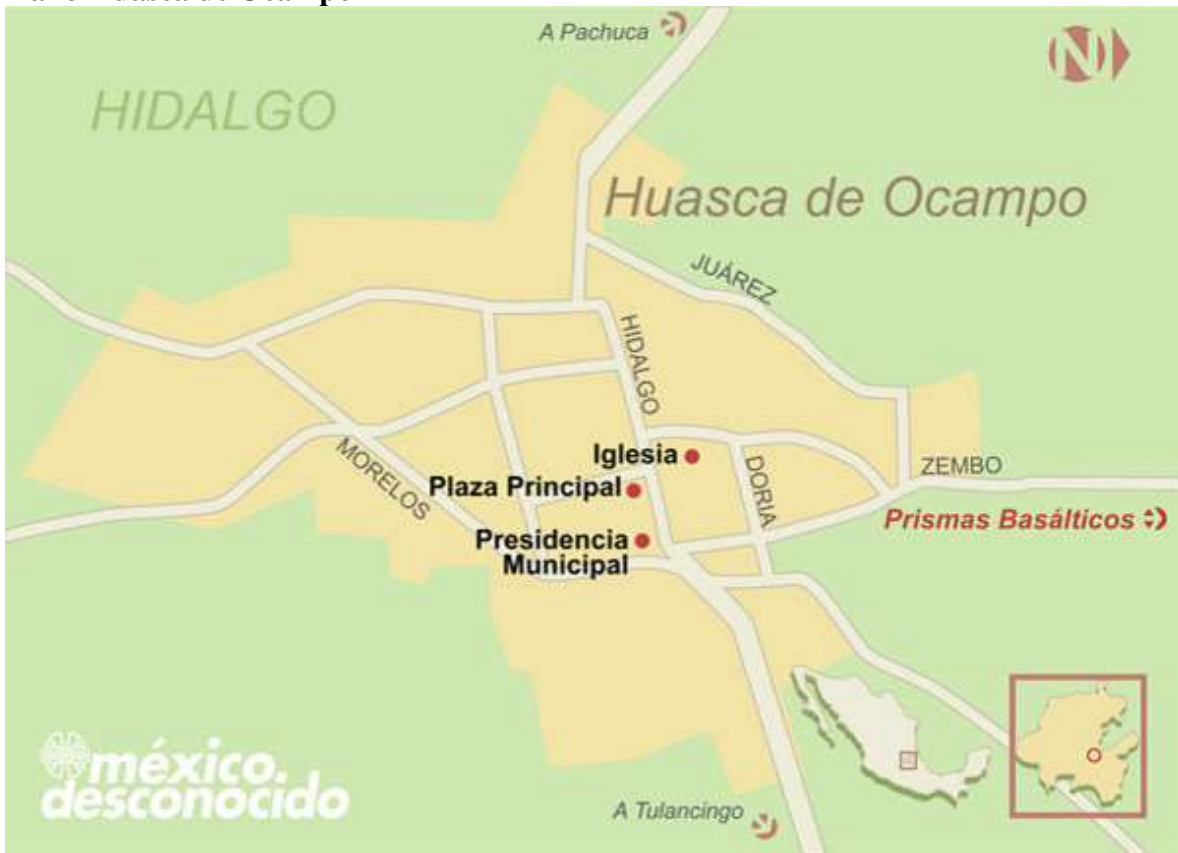 A Pachuca
N
HIDALGO
Huasca de Ocampo
JUÁREZ
HIDALGO
Iglesia
MORELOS
DORIA
ZEMBO
Plaza Principal
Prismas Basálticos
Presidencia
Municipal
méxico.
desconocido
A Tulancingo